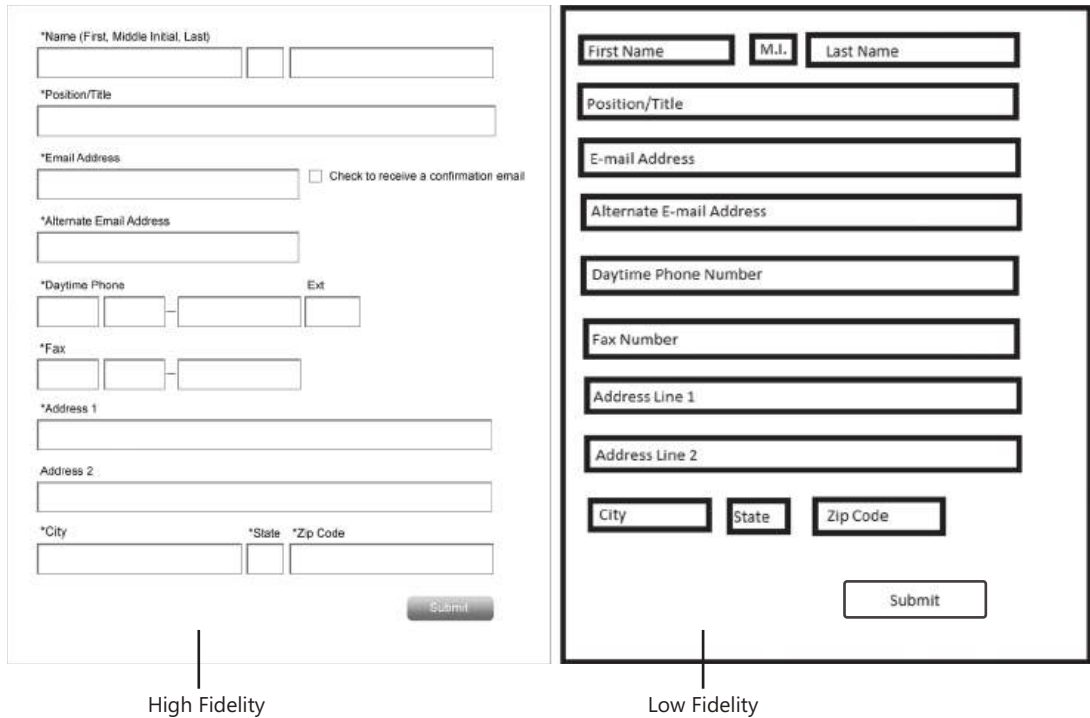 *Name (First, Middle Initial, Last)
*Position/Title
*Email Address
Check to receive a confirmation email
*Alternate Email Address
*Daytime Phone Ext
–
*Fax
–
*Address 1
Address 2
*City *State *Zip Code
Submit
High Fidelity
First Name M.I. Last Name
Position/Title
E-mail Address
Alternate E-mail Address
Daytime Phone Number
Fax Number
Address Line 1
Address Line 2
City State Zip Code
Submit
Low Fidelity